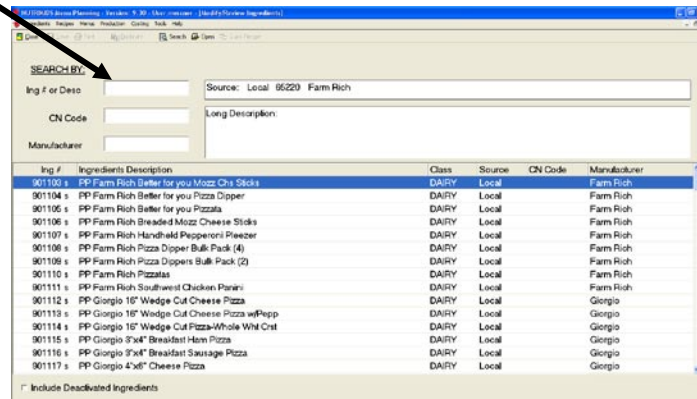 NUTRIKIDS Menu Planning - Version: 9.30 - User: - [Modify/Review Ingredients]
Ingredients Recipes Menus Production Costing Tools Help
Search Open
SEARCH BY:
Ing # or Desc
Source: Local 65220 Farm Rich
CN Code
Long Description:
Manufacturer
Ing # Ingredients Description Class Source CN Code Manufacturer
901103 s PP Farm Rich Better for you Mozz Chs Sticks DAIRY Local Farm Rich
901104 s PP Farm Rich Better for you Pizza Dipper DAIRY Local Farm Rich
901105 s PP Farm Rich Better for you Pizzata DAIRY Local Farm Rich
901106 s PP Farm Rich Breaded Mozz Cheese Sticks DAIRY Local Farm Rich
901107 s PP Farm Rich Handheld Pepperoni Pleezer DAIRY Local Farm Rich
901108 s PP Farm Rich Pizza Dipper Bulk Pack (4) DAIRY Local Farm Rich
901109 s PP Farm Rich Pizza Dippers Bulk Pack (2) DAIRY Local Farm Rich
901110 s PP Farm Rich Pizzatas DAIRY Local Farm Rich
901111 s PP Farm Rich Southwest Chicken Panini DAIRY Local Farm Rich
901112 s PP Giorgio 16" Wedge Cut Cheese Pizza DAIRY Local Giorgio
901113 s PP Giorgio 16" Wedge Cut Cheese Pizza w/Pepp DAIRY Local Giorgio
901114 s PP Giorgio 16" Wedge Cut Pizza-Whole Wht Crst DAIRY Local Giorgio
901115 s PP Giorgio 3"x4" Breakfast Ham Pizza DAIRY Local Giorgio
901116 s PP Giorgio 3"x4" Breakfast Sausage Pizza DAIRY Local Giorgio
901117 s PP Giorgio 4"x6" Cheese Pizza DAIRY Local Giorgio
Include Deactivated Ingredients